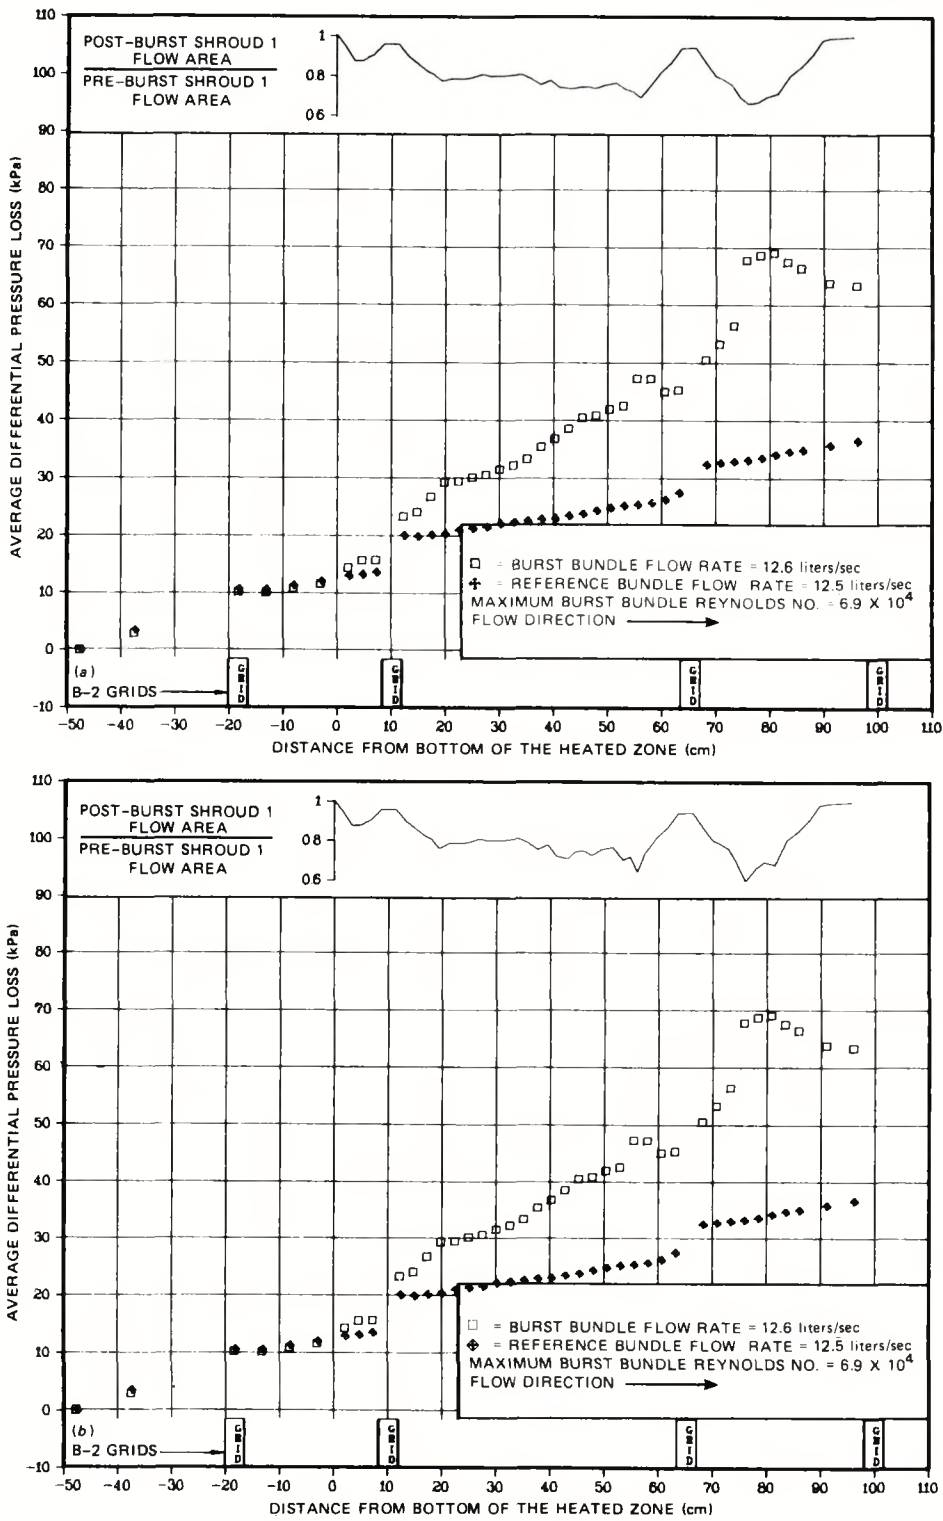 110
100
90
80
70
60
50
40
30
20
10
0
-10
AVERAGE DIFFERENTIAL PRESSURE LOSS (kPa)
POST-BURST SHROUD 1
FLOW AREA
PRE-BURST SHROUD 1
FLOW AREA
1
0.8
0.6
□ = BURST BUNDLE FLOW RATE = 12.6 liters/sec
✦ = REFERENCE BUNDLE FLOW RATE = 12.5 liters/sec
MAXIMUM BURST BUNDLE REYNOLDS NO. = 6.9 X 10⁴
FLOW DIRECTION
(a)
B-2 GRIDS
GRID
GRID
GRID
GRID
-50 -40 -30 -20 -10 0 10 20 30 40 50 60 70 80 90 100 110
DISTANCE FROM BOTTOM OF THE HEATED ZONE (cm)
110
100
90
80
70
60
50
40
30
20
10
0
-10
AVERAGE DIFFERENTIAL PRESSURE LOSS (kPa)
POST-BURST SHROUD 1
FLOW AREA
PRE-BURST SHROUD 1
FLOW AREA
1
0.8
0.6
□ = BURST BUNDLE FLOW RATE = 12.6 liters/sec
◆ = REFERENCE BUNDLE FLOW RATE = 12.5 liters/sec
MAXIMUM BURST BUNDLE REYNOLDS NO. = 6.9 X 10⁴
FLOW DIRECTION
(b)
B-2 GRIDS
GRID
GRID
GRID
GRID
-50 -40 -30 -20 -10 0 10 20 30 40 50 60 70 80 90 100 110
DISTANCE FROM BOTTOM OF THE HEATED ZONE (cm)